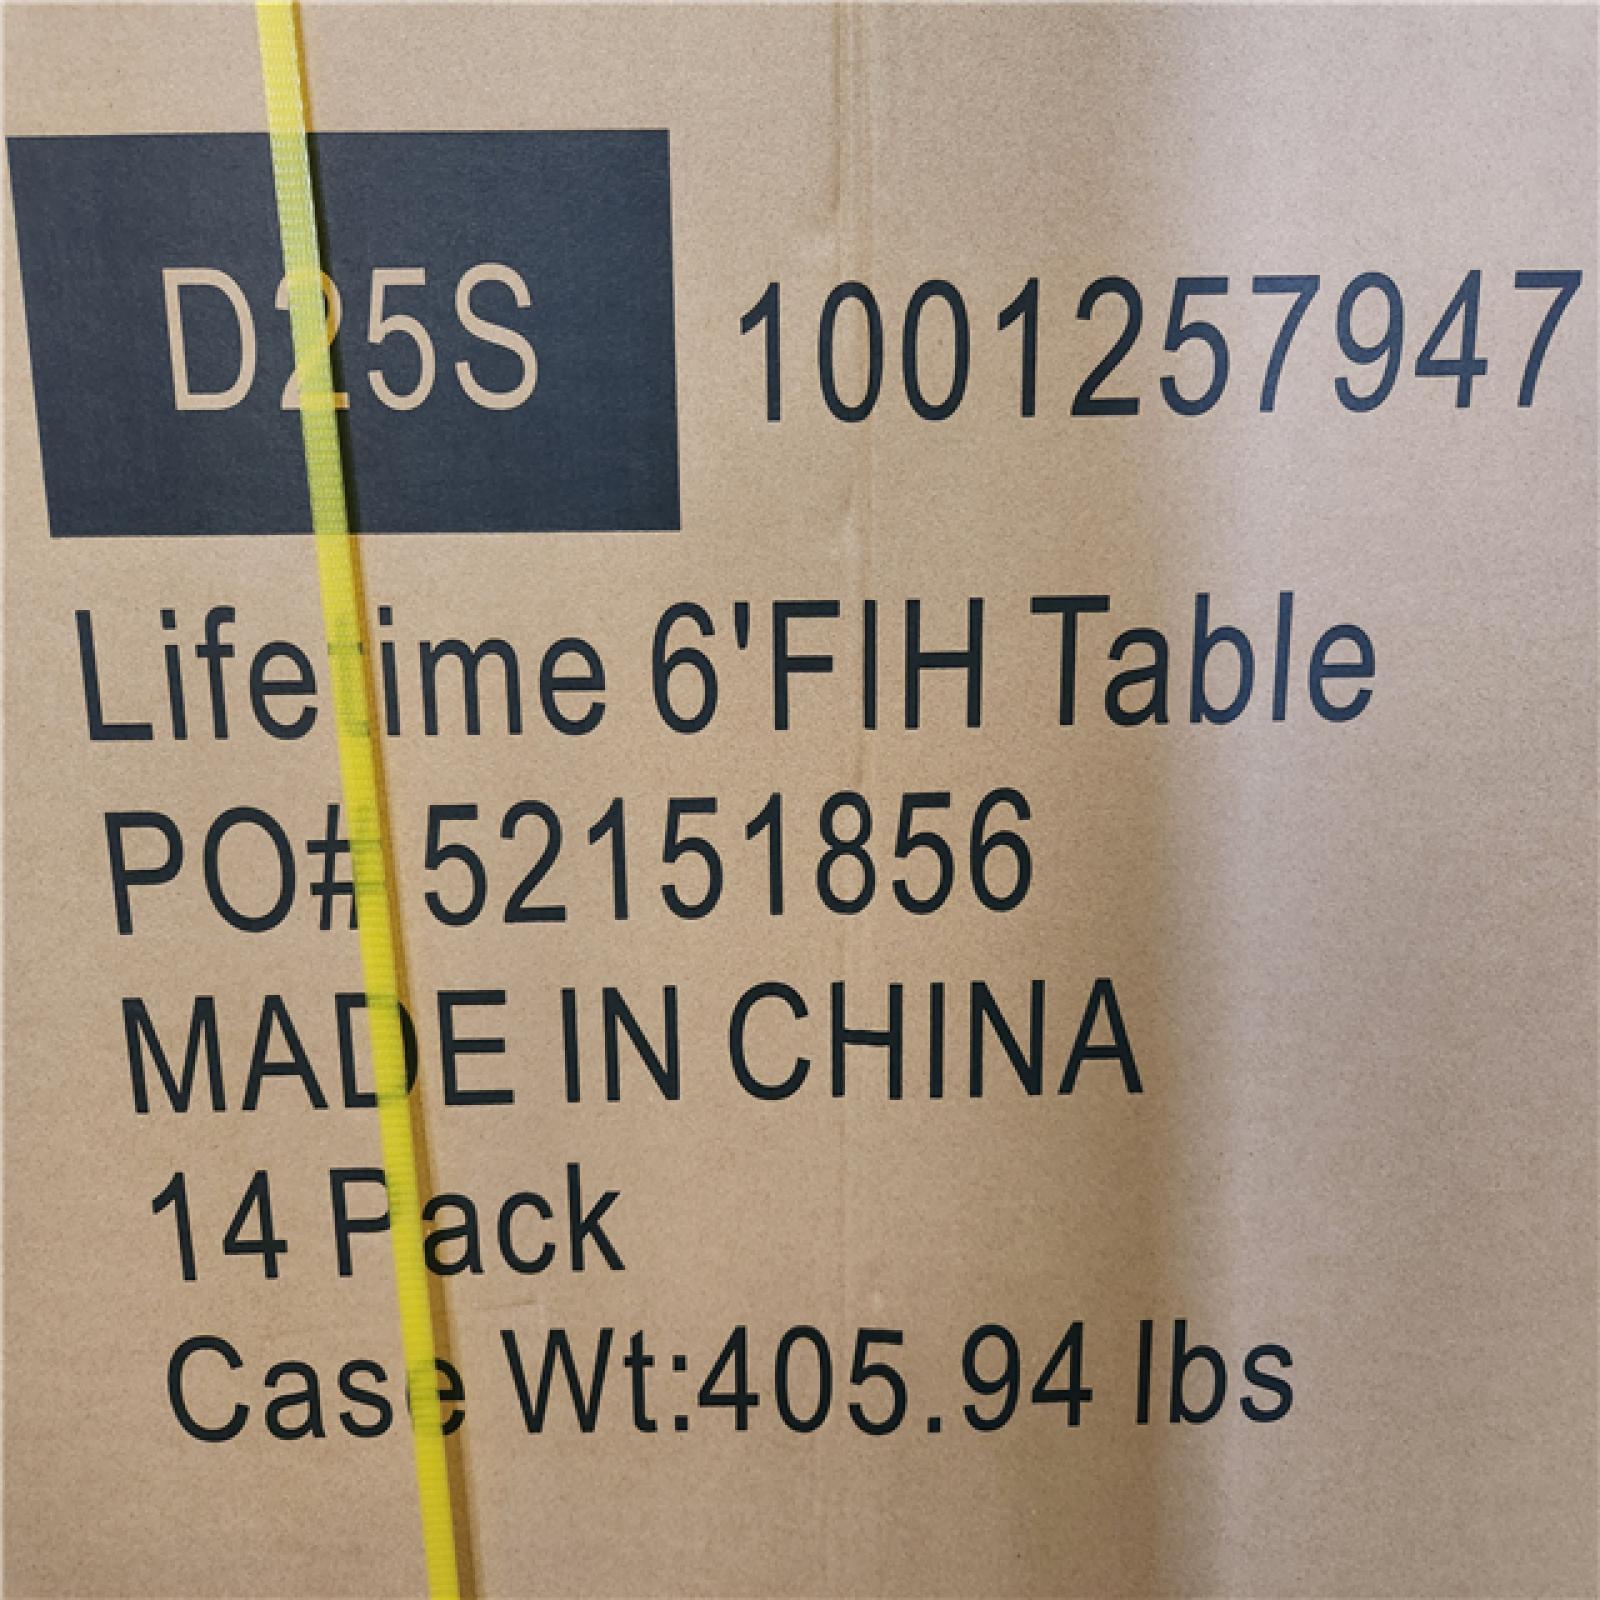 D25S 1001257947
Lifetime 6'FIH Table
PO# 52151856
MADE IN CHINA
14 Pack
Case Wt:405.94 lbs